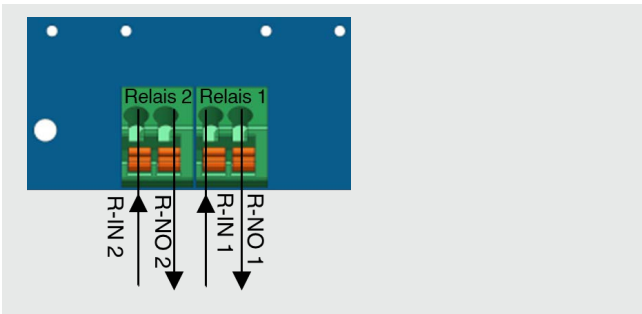 Relais 2 Relais 1
R-IN 2
R-NO 2
R-IN 1
R-NO 1